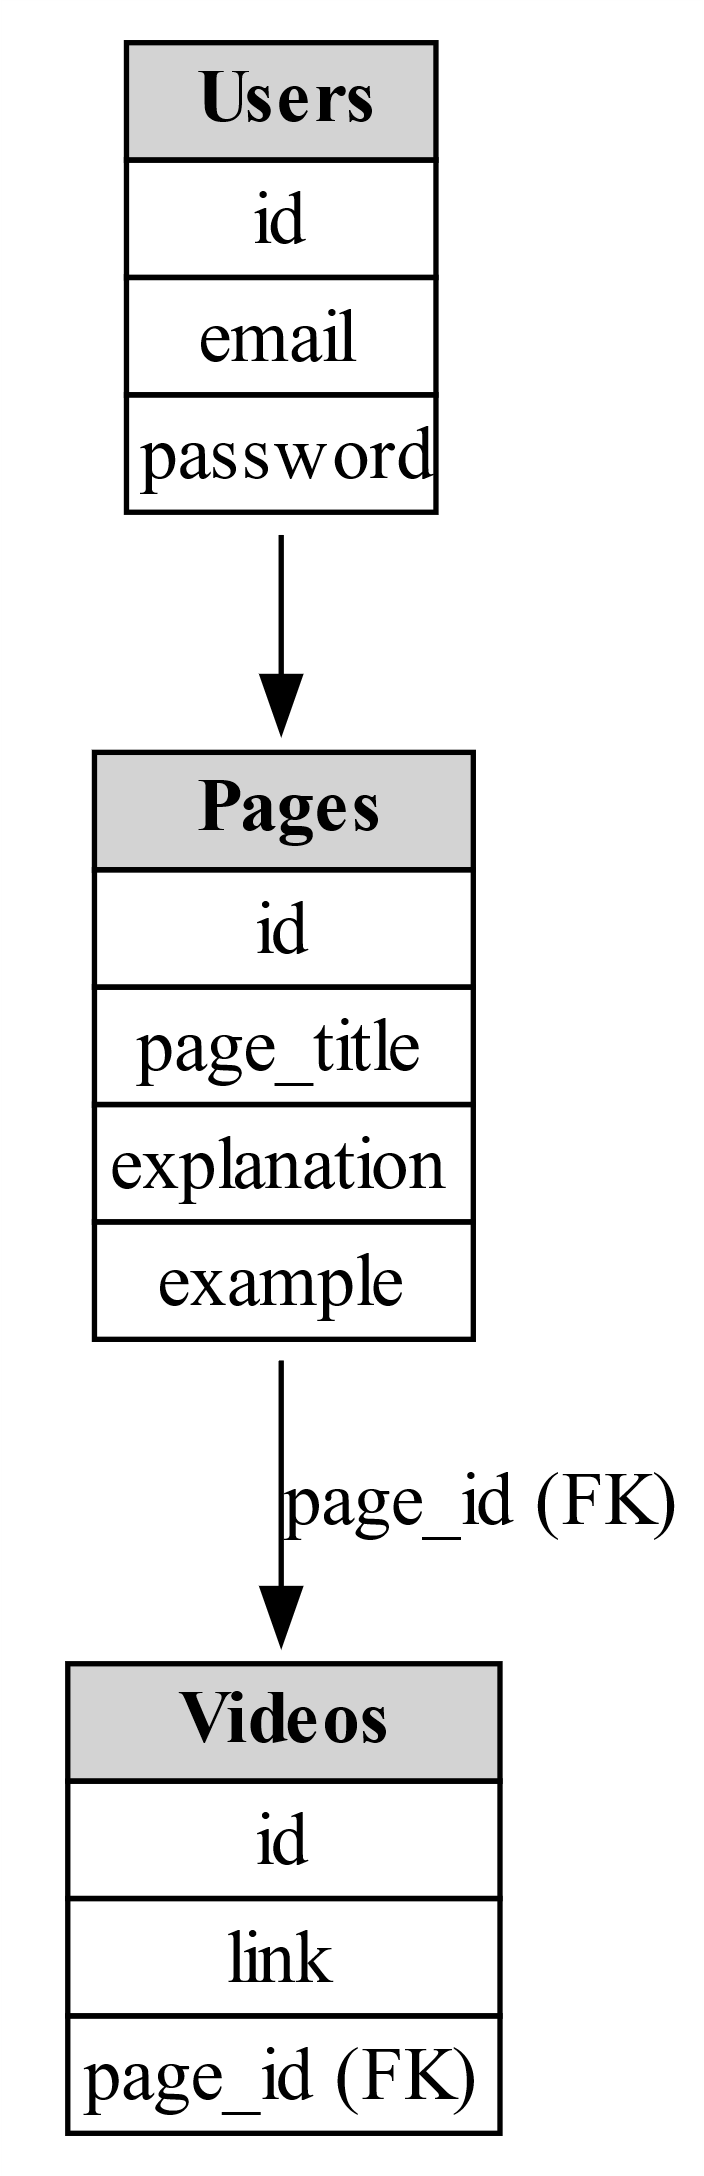 Users
id
email
password
Pages
id
page_title
explanation
example
page_id (FK)
Videos
id
link
page_id (FK)